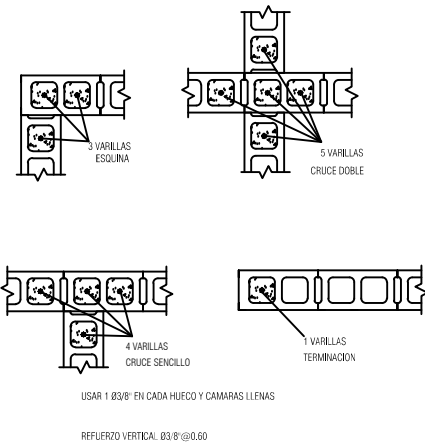 3 VARILLAS
ESQUINA
5 VARILLAS
CRUCE DOBLE
4 VARILLAS
CRUCE SENCILLO
1 VARILLAS
TERMINACION
USAR 1 Ø3/8" EN CADA HUECO Y CAMARAS LLENAS
REFUERZO VERTICAL Ø3/8"@0.60